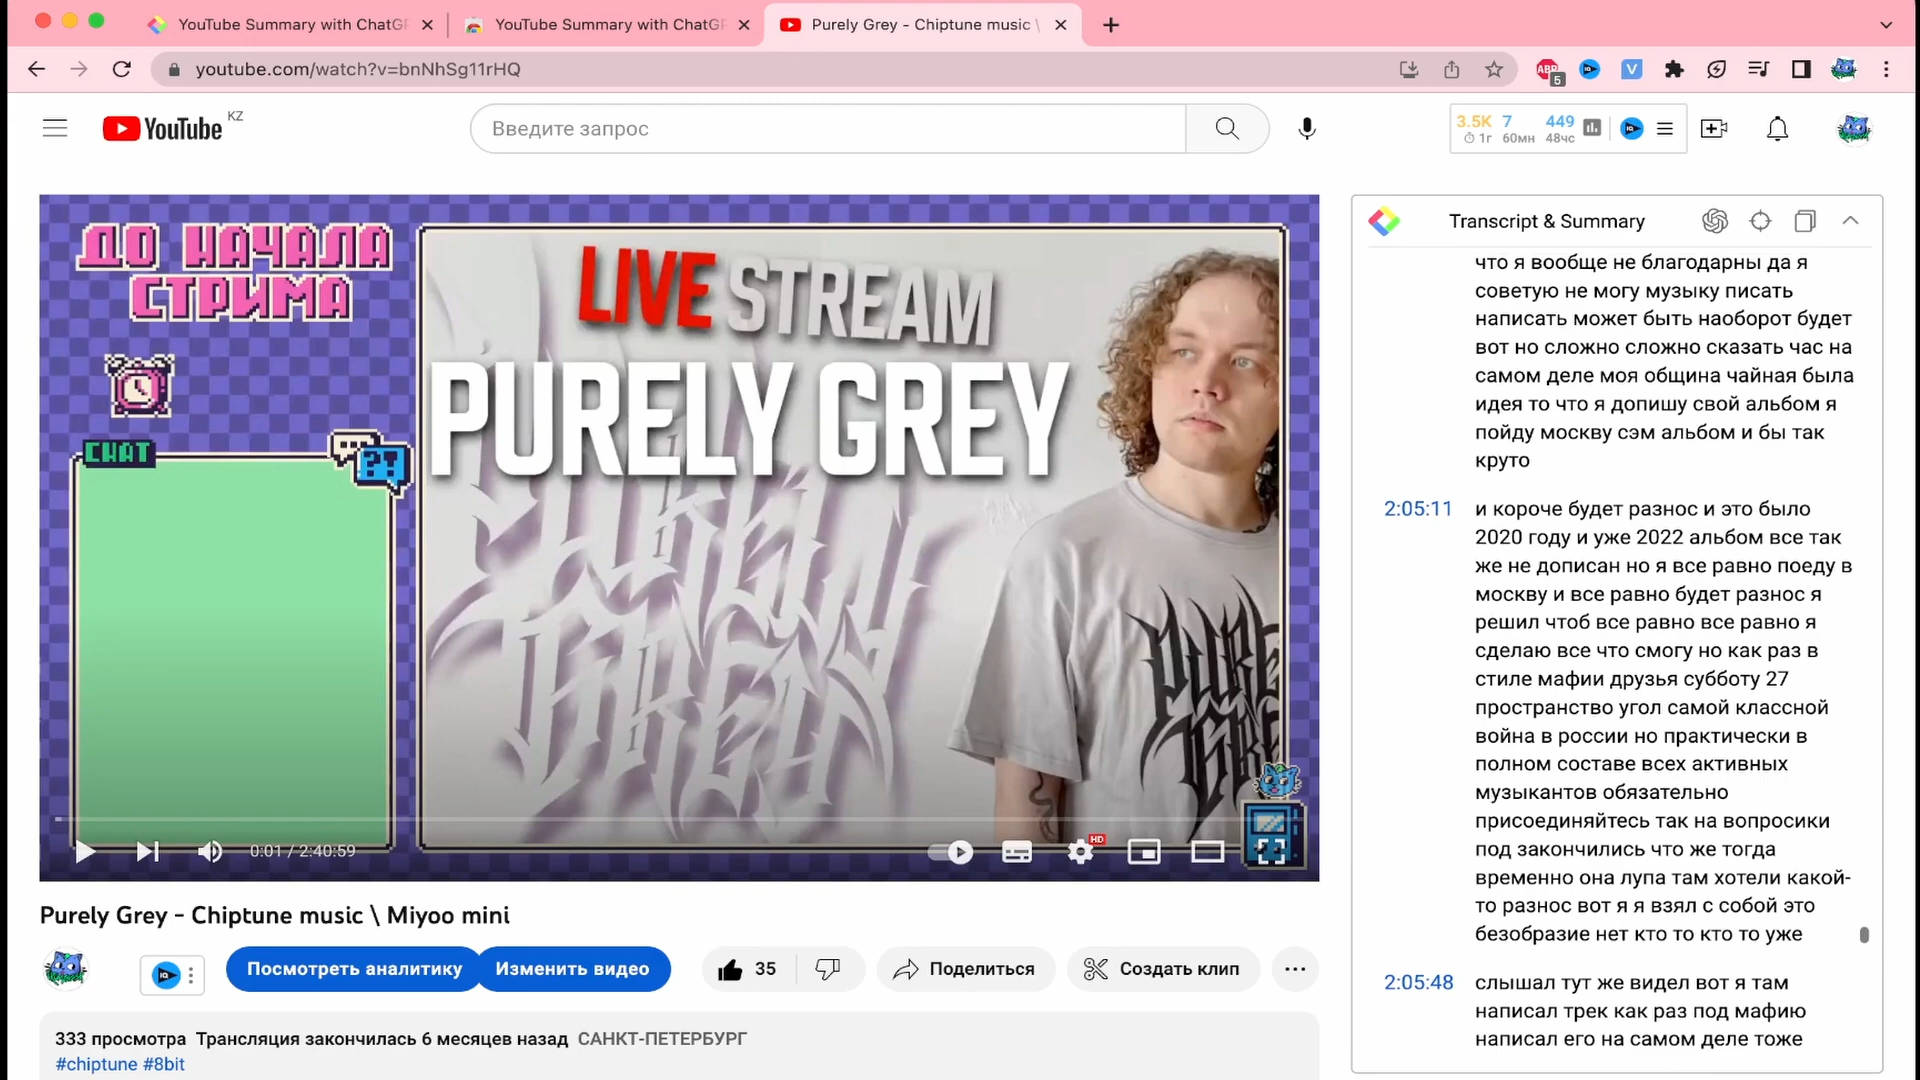 YouTube Summary with ChatGP
YouTube Summary with ChatGP
Purely Grey - Chiptune music \
youtube.com/watch?v=bnNhSg11rHQ
ABP
5
V
YouTube
KZ
Введите запрос
3.5K 7 449
1г 60мн 48чс
ДО НАЧАЛА
СТРИМА
CHAT
?!
LIVE STREAM
PURELY GREY
PURELY
GREY
0:01 / 2:40:59
HD
Transcript & Summary
что я вообще не благодарны да я
советую не могу музыку писать
написать может быть наоборот будет
вот но сложно сложно сказать час на
самом деле моя община чайная была
идея то что я допишу свой альбом я
пойду москву сэм альбом и бы так
круто
2:05:11
и короче будет разнос и это было
2020 году и уже 2022 альбом все так
же не дописан но я все равно поеду в
москву и все равно будет разнос я
решил чтоб все равно все равно я
сделаю все что смогу но как раз в
стиле мафии друзья субботу 27
пространство угол самой классной
война в россии но практически в
полном составе всех активных
музыкантов обязательно
присоединяйтесь так на вопросики
под закончились что же тогда
временно она лупа там хотели какой-
то разнос вот я я взял с собой это
безобразие нет кто то кто то уже
2:05:48
слышал тут же видел вот я там
написал трек как раз под мафию
написал его на самом деле тоже
Purely Grey - Chiptune music \ Miyoo mini
Посмотреть аналитику
Изменить видео
35
Поделиться
Создать клип
333 просмотра Трансляция закончилась 6 месяцев назад САНКТ-ПЕТЕРБУРГ
#chiptune #8bit